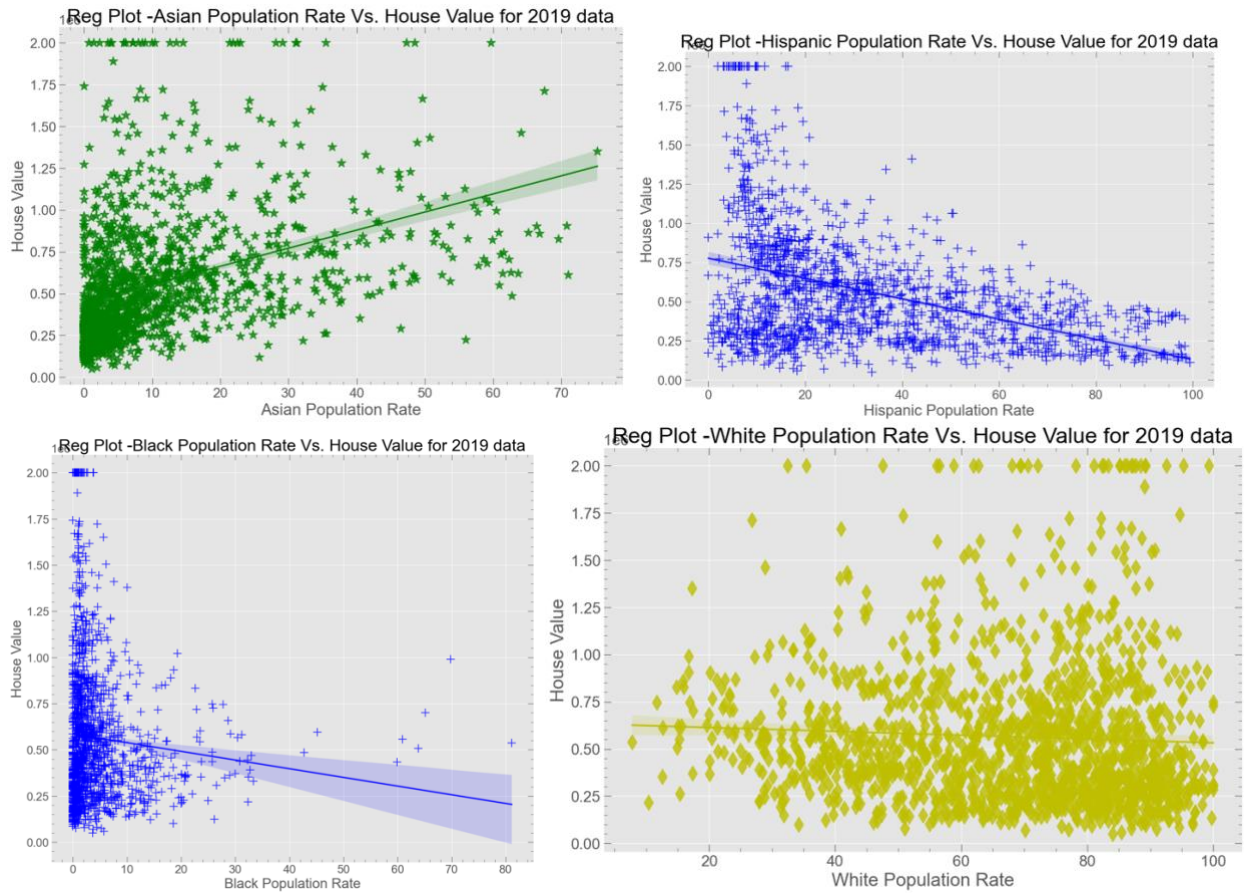 Reg Plot -Asian Population Rate Vs. House Value for 2019 data
1e6
2.00
1.75
1.50
1.25
1.00
0.75
0.50
0.25
0.00
House Value
0 10 20 30 40 50 60 70
Asian Population Rate
Reg Plot -Hispanic Population Rate Vs. House Value for 2019 data
1e6
2.00
1.75
1.50
1.25
1.00
0.75
0.50
0.25
0.00
House Value
0 20 40 60 80 100
Hispanic Population Rate
Reg Plot -Black Population Rate Vs. House Value for 2019 data
1e6
2.00
1.75
1.50
1.25
1.00
0.75
0.50
0.25
0.00
House Value
0 10 20 30 40 50 60 70 80
Black Population Rate
Reg Plot -White Population Rate Vs. House Value for 2019 data
1e6
2.00
1.75
1.50
1.25
1.00
0.75
0.50
0.25
0.00
House Value
20 40 60 80 100
White Population Rate